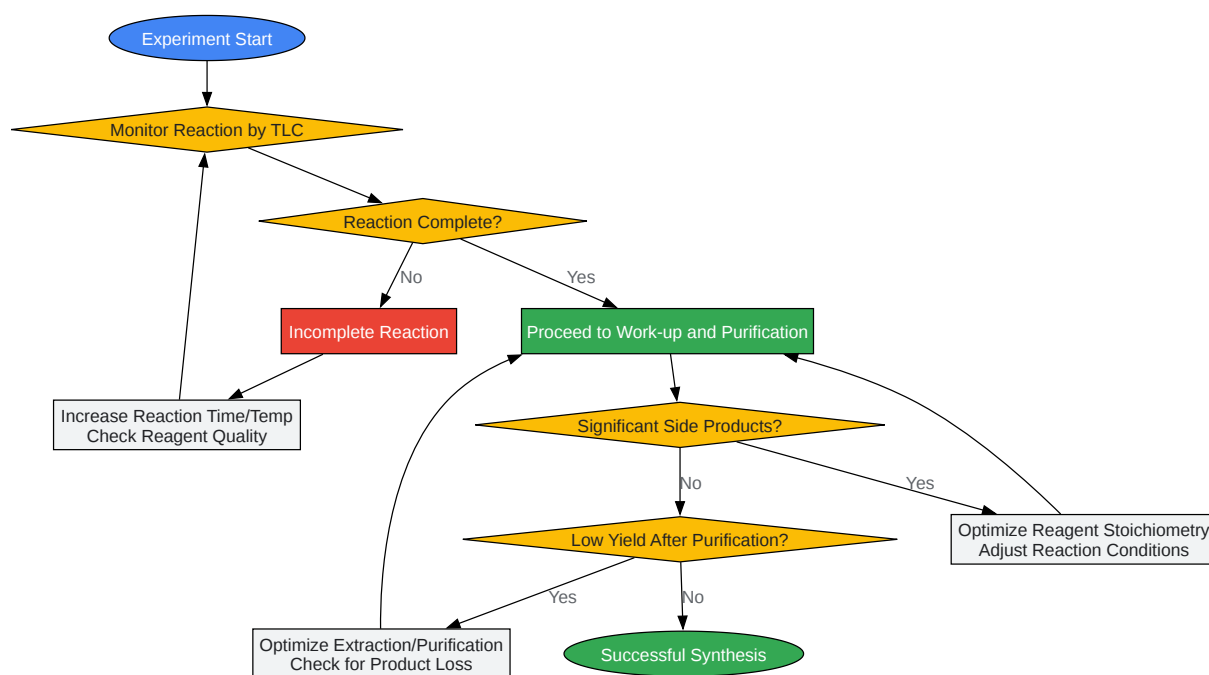 Experiment Start
Monitor Reaction by TLC
Reaction Complete?
No
Yes
Incomplete Reaction
Proceed to Work-up and Purification
Increase Reaction Time/Temp
Check Reagent Quality
Significant Side Products?
No
Yes
Optimize Reagent Stoichiometry
Adjust Reaction Conditions
Low Yield After Purification?
Yes
No
Optimize Extraction/Purification
Check for Product Loss
Successful Synthesis